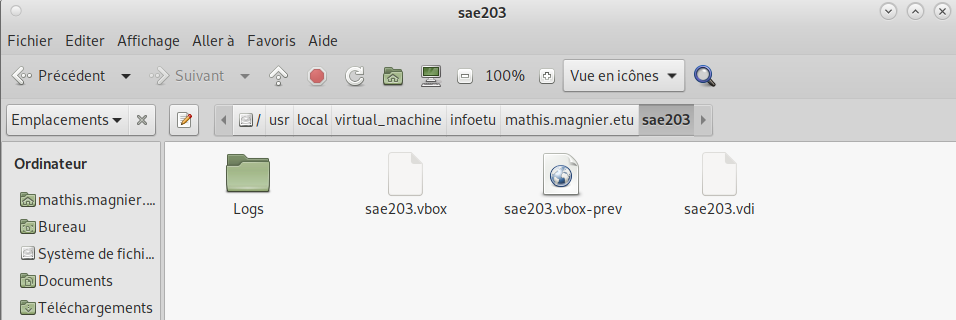 sae203
Fichier Editer Affichage Aller à Favoris Aide
Précédent Suivant 100% Vue en icônes
Emplacements / usr local virtual_machine infoetu mathis.magnier.etu sae203
Ordinateur
mathis.magnier....
Bureau
Système de fichi...
Documents
Téléchargements
Logs sae203.vbox sae203.vbox-prev sae203.vdi